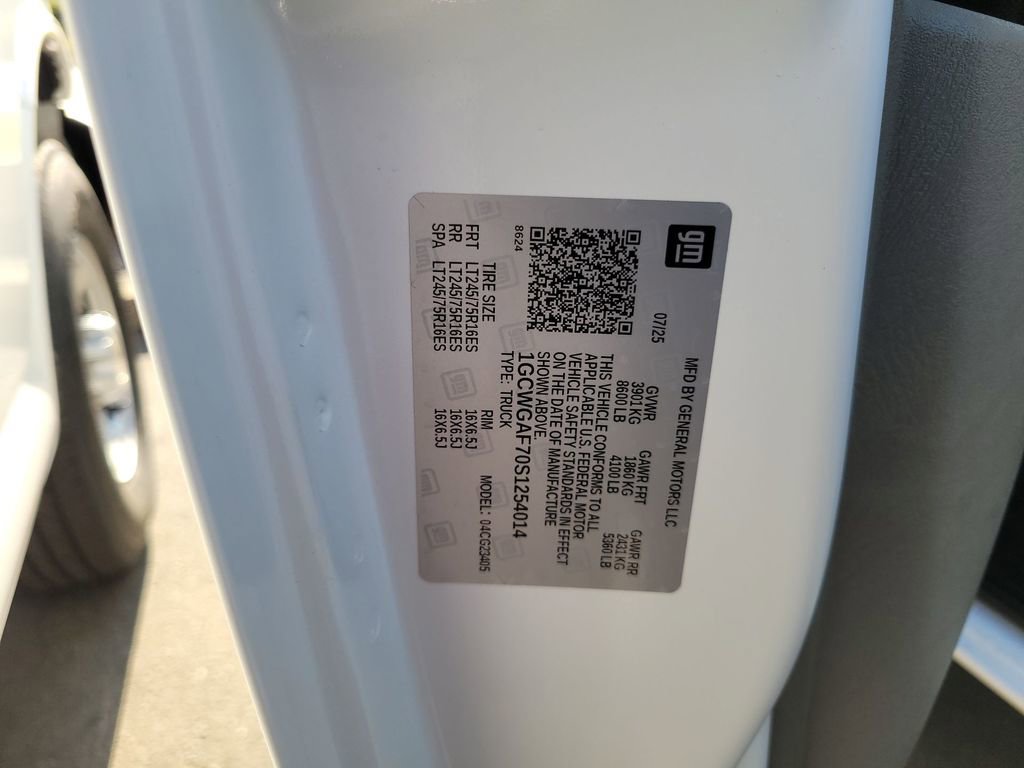 gm
MFD BY GENERAL MOTORS LLC
07/25
GVWR GAWR FRT GAWR RR
3901 KG 1860 KG 2431 KG
8600 LB 4100 LB 5360 LB
THIS VEHICLE CONFORMS TO ALL
APPLICABLE U.S. FEDERAL MOTOR
VEHICLE SAFETY STANDARDS IN EFFECT
ON THE DATE OF MANUFACTURE
SHOWN ABOVE.
1GCWGAF70S1254014
TYPE: TRUCK
8624
MODEL: 04CG23405
TIRE SIZE RIM
FRT LT245/75R16ES 16X6.5J
RR LT245/75R16ES 16X6.5J
SPA LT245/75R16ES 16X6.5J